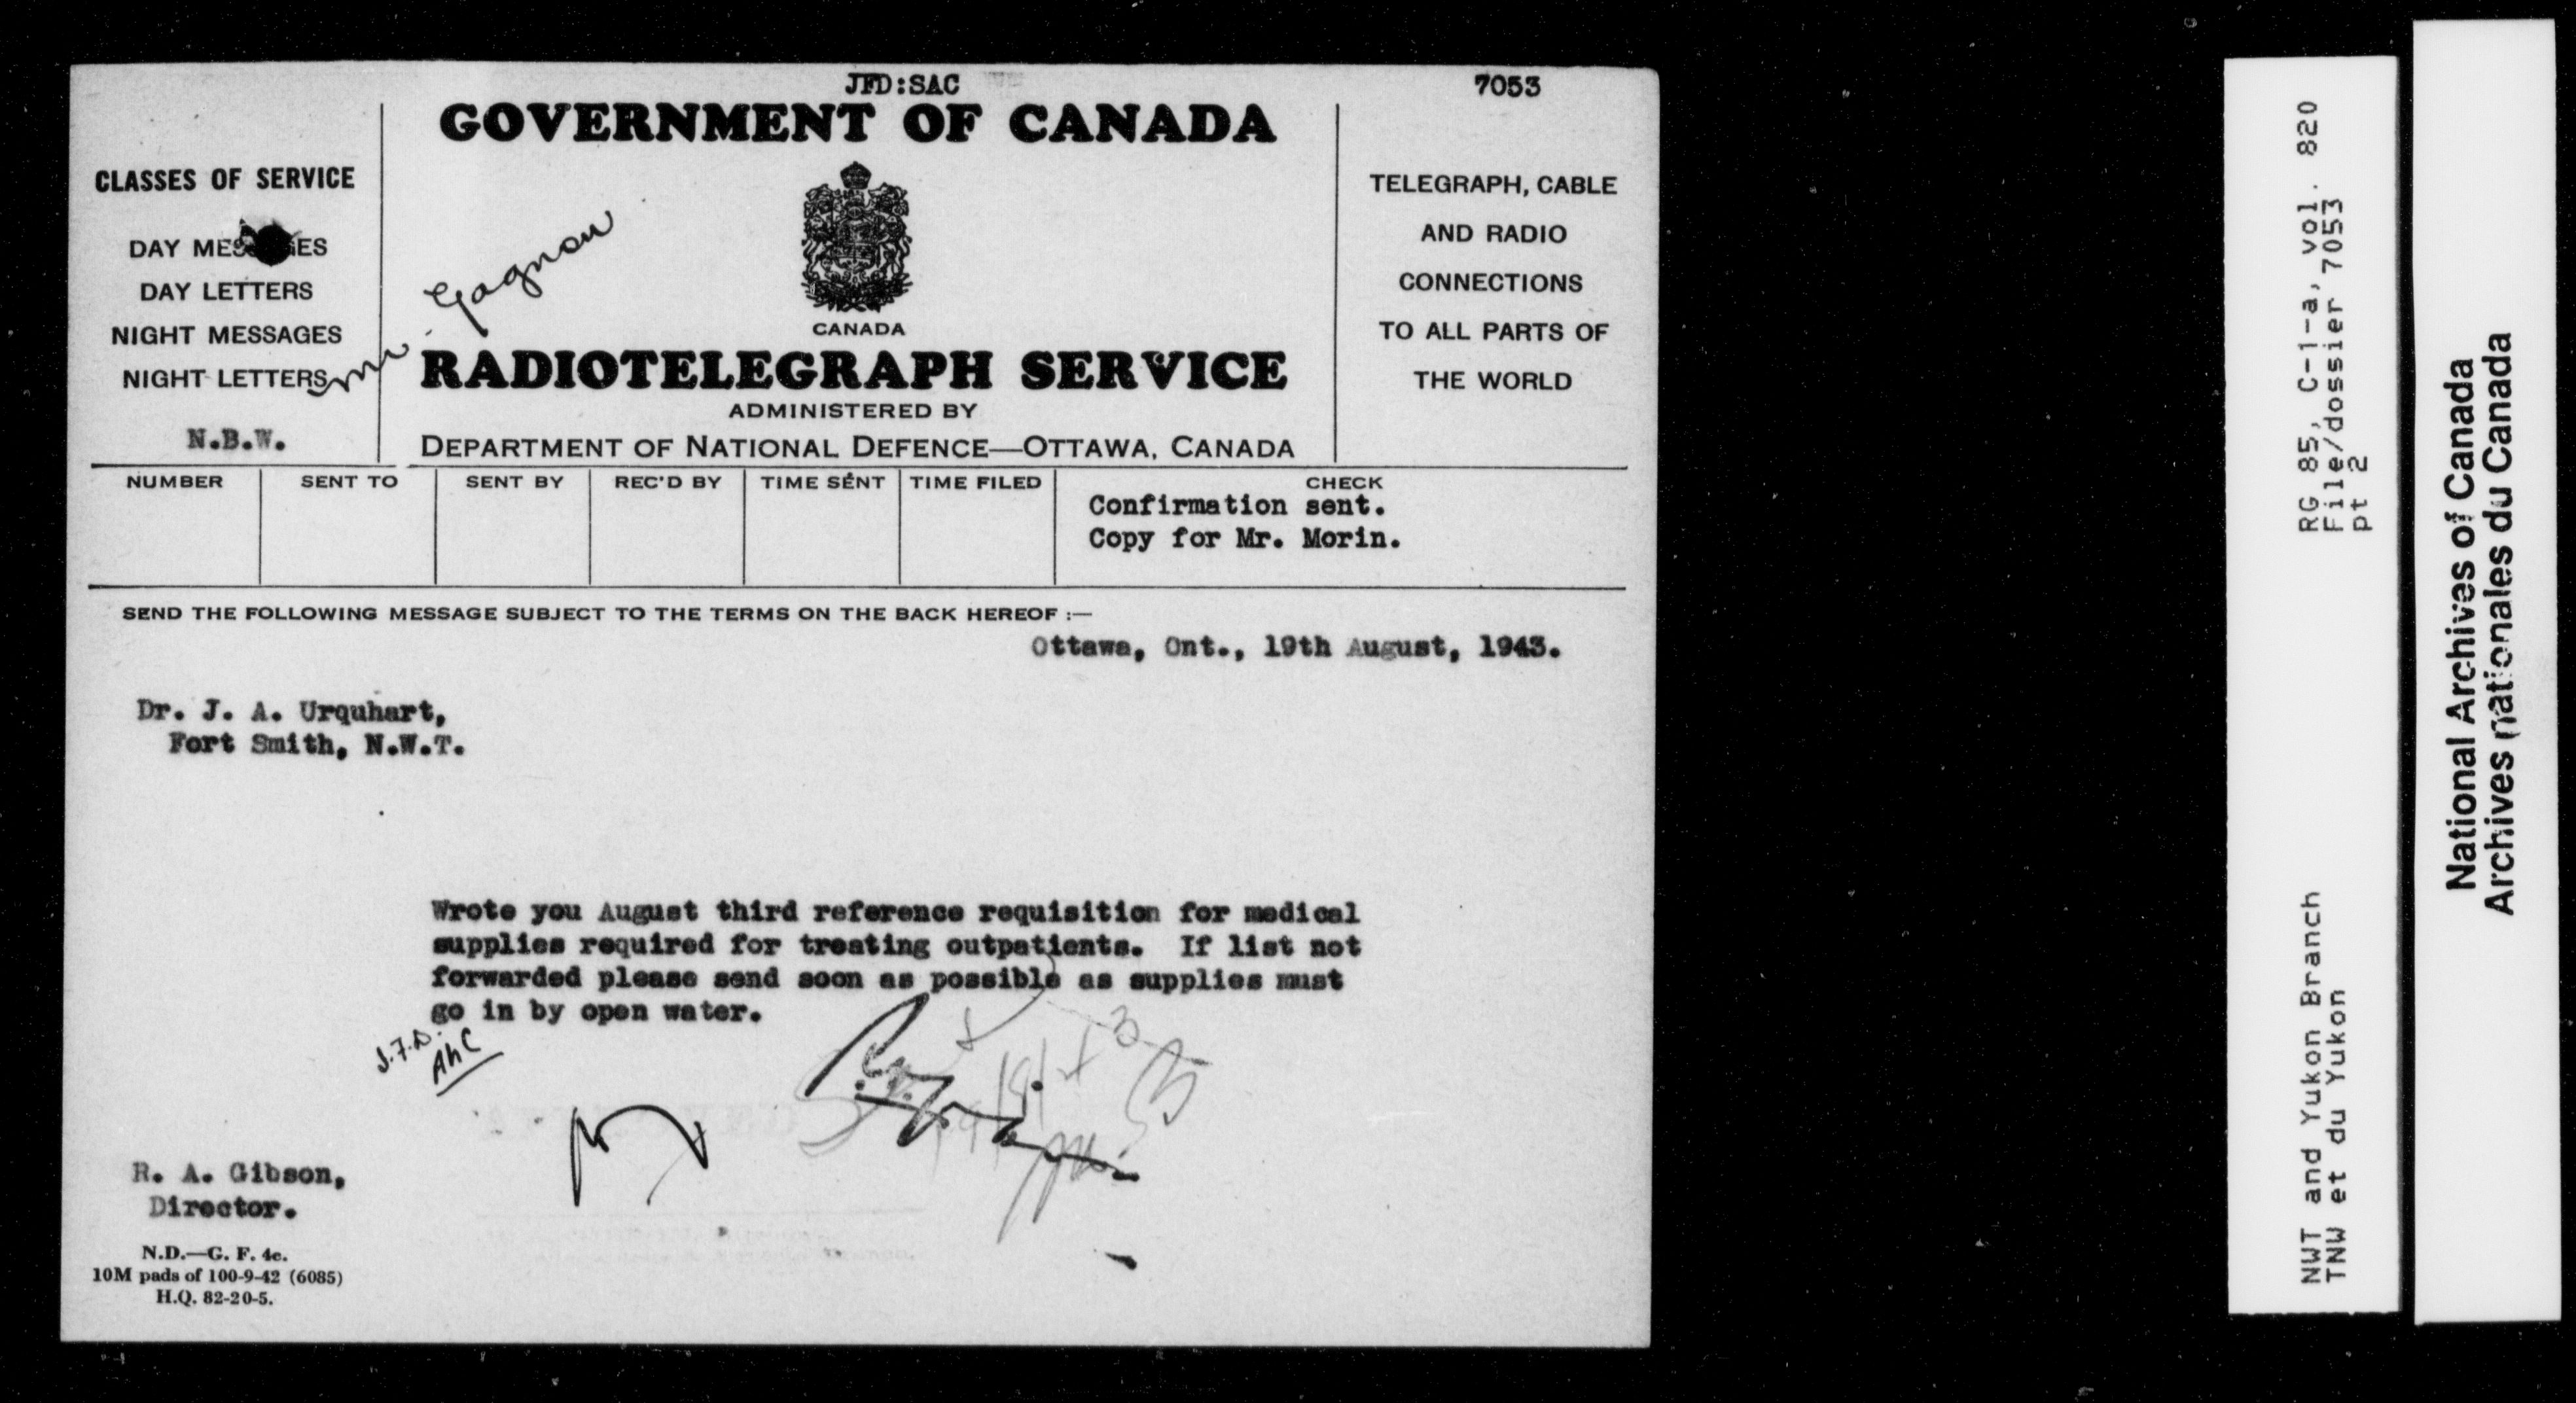 JFD:SAC
7053
GOVERNMENT OF CANADA
CLASSES OF SERVICE
DAY MES ES
DAY LETTERS
NIGHT MESSAGES
NIGHT LETTERS
N.B.W.
Mr. Gagnon
CANADA
RADIOTELEGRAPH SERVICE
ADMINISTERED BY
DEPARTMENT OF NATIONAL DEFENCE—OTTAWA, CANADA
TELEGRAPH, CABLE
AND RADIO
CONNECTIONS
TO ALL PARTS OF
THE WORLD
NUMBER SENT TO SENT BY REC'D BY TIME SENT TIME FILED CHECK
Confirmation sent.
Copy for Mr. Morin.
SEND THE FOLLOWING MESSAGE SUBJECT TO THE TERMS ON THE BACK HEREOF :—
Ottawa, Ont., 19th August, 1943.
Dr. J. A. Urquhart,
Fort Smith, N.W.T.
Wrote you August third reference requisition for medical
supplies required for treating outpatients. If list not
forwarded please send soon as possible as supplies must
go in by open water.
J.F.D.
AhC
R. A. Gibson,
Director.
N.D.—G. F. 4c.
10M pads of 100-9-42 (6085)
H.Q. 82-20-5.
RG 85, C-1-a, vol. 820
File/dossier 7053
pt 2
NWT and Yukon Branch
TNW et du Yukon
National Archives of Canada
Archives nationales du Canada